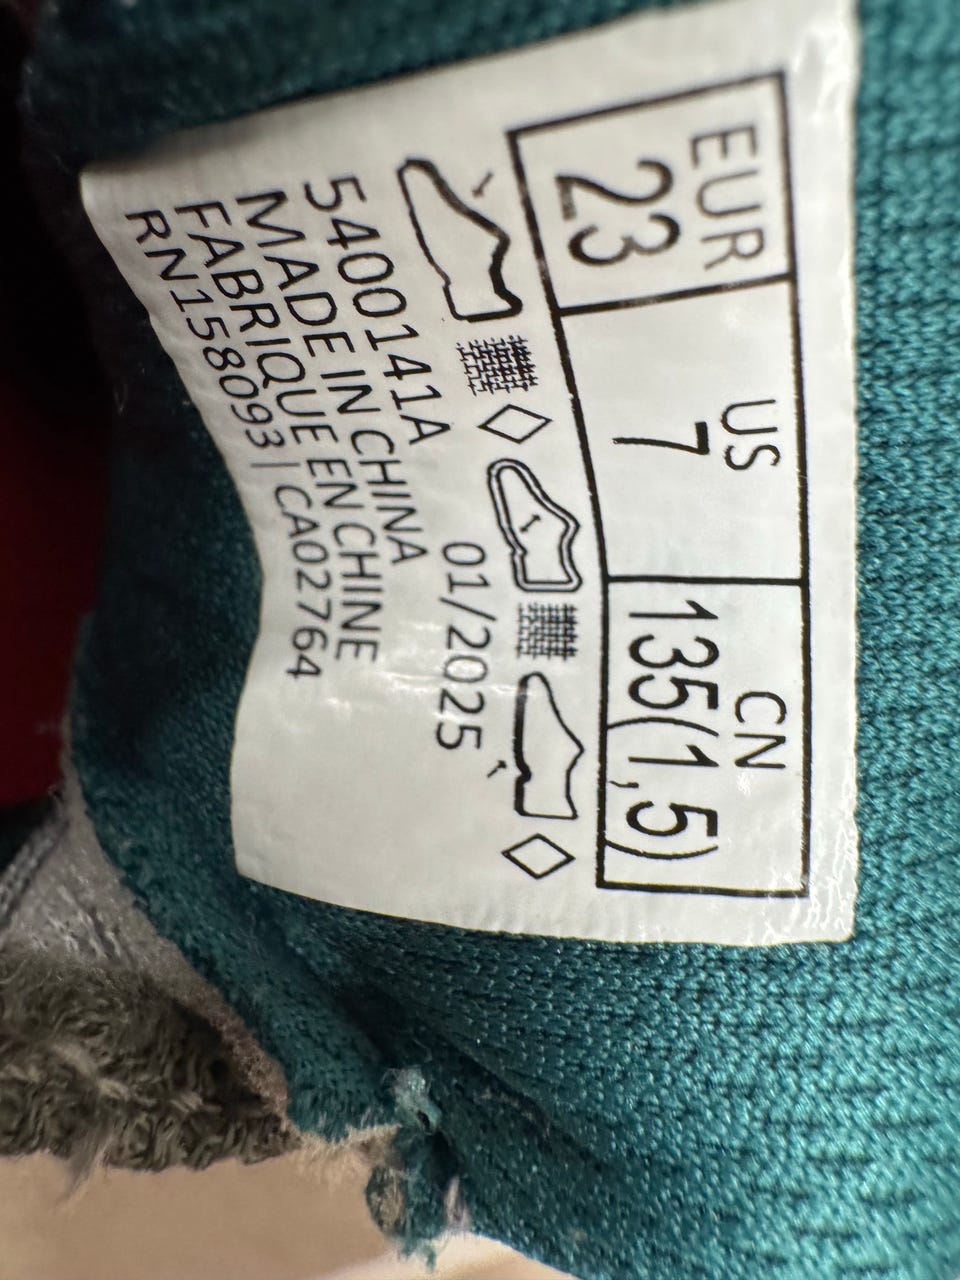 EUR US CN
23 7 135(1,5)
5400141A 01/2025
MADE IN CHINA
FABRIQUE EN CHINE
RN158093 | CA02764